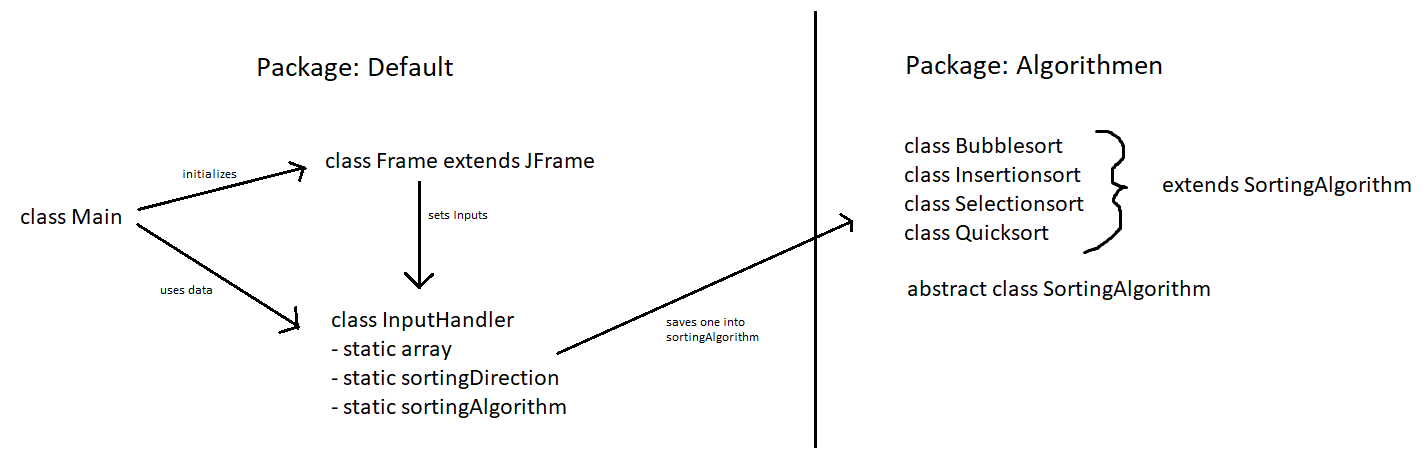 Package: Default
class Main
initializes
class Frame extends JFrame
sets Inputs
uses data
class InputHandler
- static array
- static sortingDirection
- static sortingAlgorithm
saves one into
sortingAlgorithm
Package: Algorithmen
class Bubblesort
class Insertionsort
class Selectionsort
class Quicksort
extends SortingAlgorithm
abstract class SortingAlgorithm